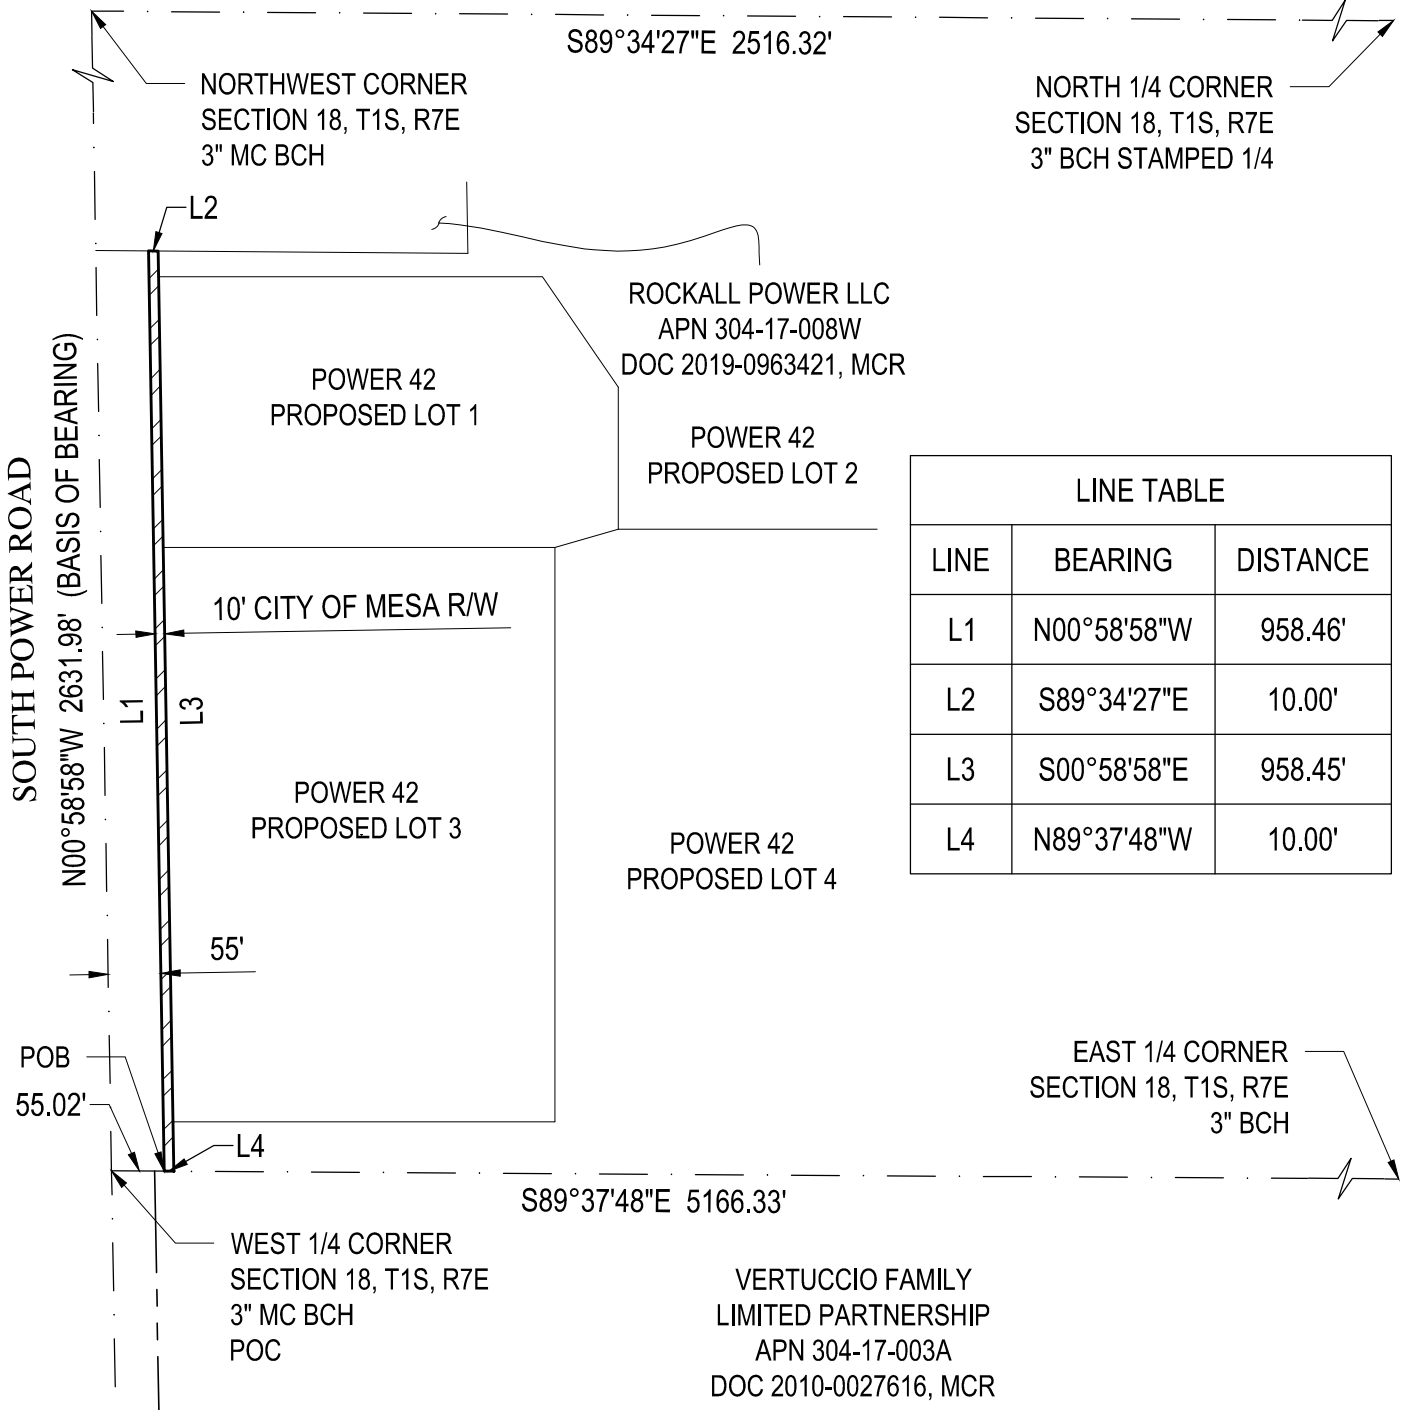 S89°34'27"E 2516.32'
NORTHWEST CORNER
SECTION 18, T1S, R7E
3" MC BCH
NORTH 1/4 CORNER
SECTION 18, T1S, R7E
3" BCH STAMPED 1/4
L2
ROCKALL POWER LLC
APN 304-17-008W
DOC 2019-0963421, MCR
POWER 42
PROPOSED LOT 1
POWER 42
PROPOSED LOT 2
SOUTH POWER ROAD
N00°58'58"W 2631.98' (BASIS OF BEARING)
10' CITY OF MESA R/W
L1
L3
LINE TABLE
LINE BEARING DISTANCE
L1 N00°58'58"W 958.46'
L2 S89°34'27"E 10.00'
L3 S00°58'58"E 958.45'
L4 N89°37'48"W 10.00'
POWER 42
PROPOSED LOT 3
POWER 42
PROPOSED LOT 4
55'
POB
55.02'
L4
EAST 1/4 CORNER
SECTION 18, T1S, R7E
3" BCH
S89°37'48"E 5166.33'
WEST 1/4 CORNER
SECTION 18, T1S, R7E
3" MC BCH
POC
VERTUCCIO FAMILY
LIMITED PARTNERSHIP
APN 304-17-003A
DOC 2010-0027616, MCR